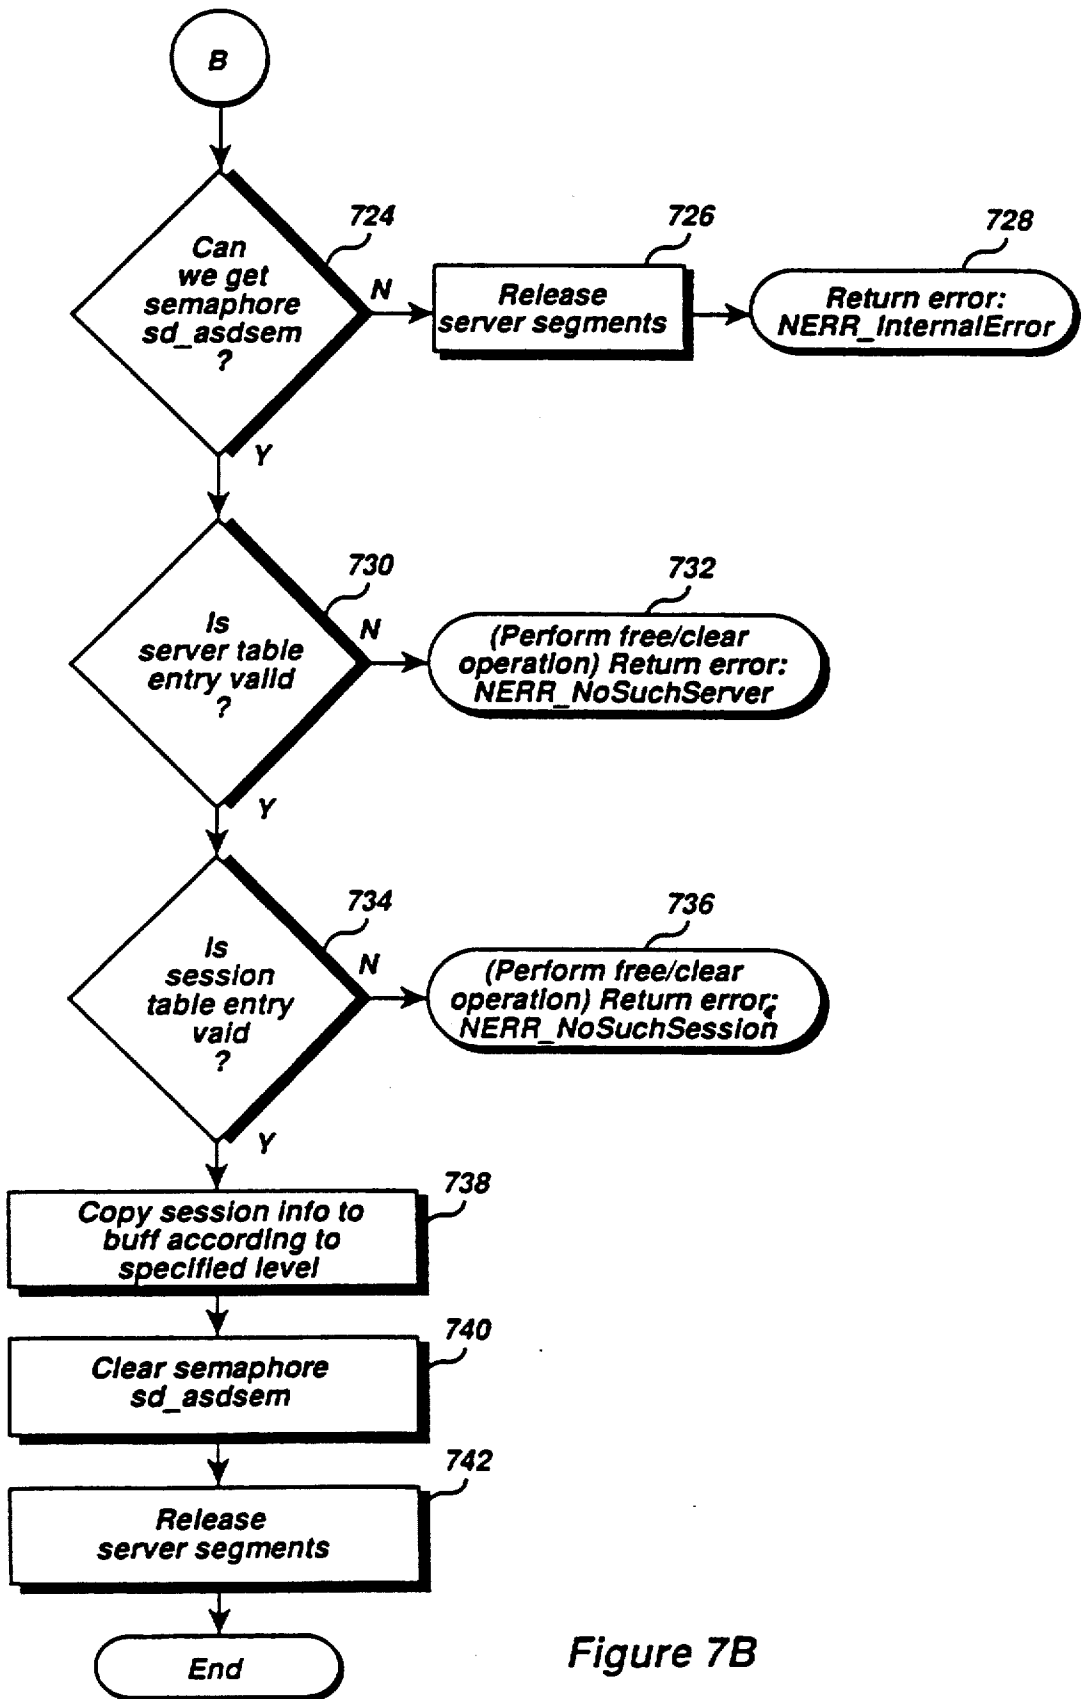 B
724
Can
we get
semaphore
sd_asdsem
?
N
Y
726
Release
server segments
728
Return error:
NERR_InternalError
730
Is
server table
entry valid
?
N
Y
732
(Perform free/clear
operation) Return error:
NERR_NoSuchServer
734
Is
session
table entry
vaid
?
N
Y
736
(Perform free/clear
operation) Return error:
NERR_NoSuchSession
738
Copy session info to
buff according to
specified level
740
Clear semaphore
sd_asdsem
742
Release
server segments
End
Figure 7B